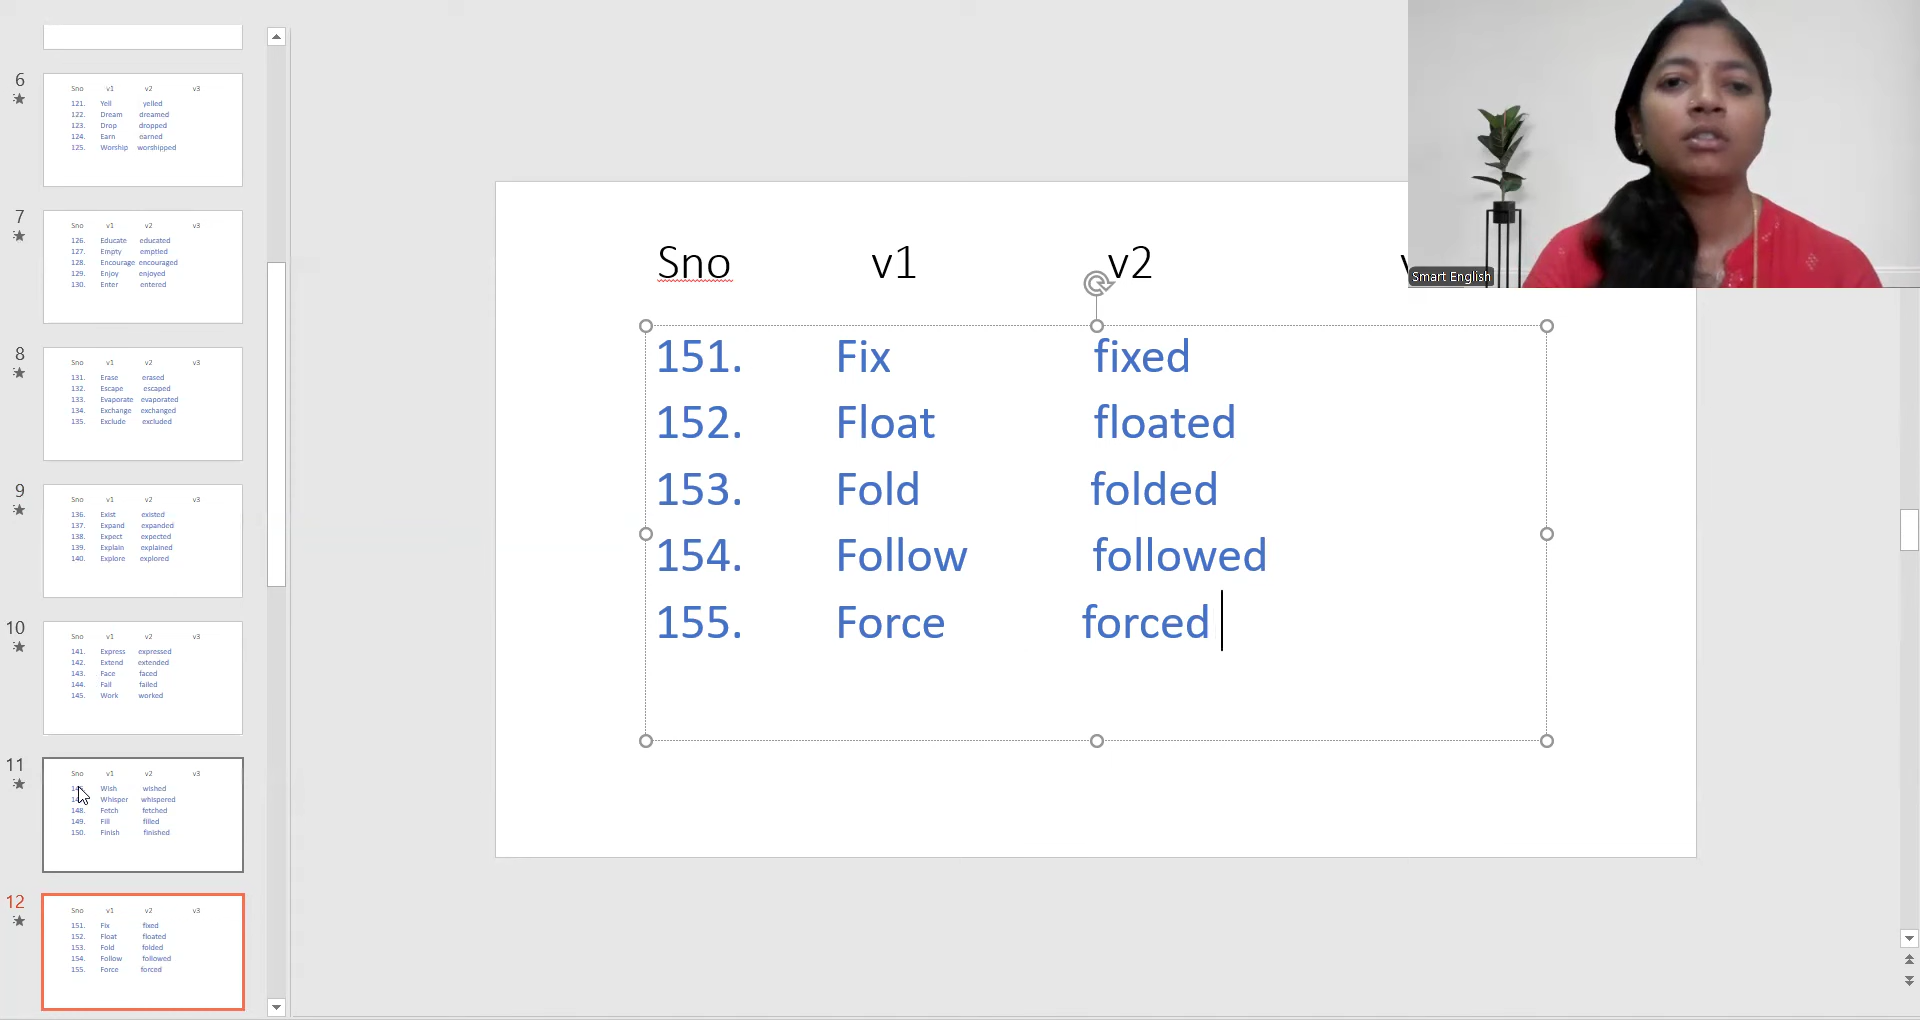 6
Sno v1 v2 v3
121. Yell yelled
122. Dream dreamed
123. Drop dropped
124. Earn earned
125. Worship worshipped
7
Sno v1 v2 v3
126. Educate educated
127. Empty emptied
128. Encourage encouraged
129. Enjoy enjoyed
130. Enter entered
8
Sno v1 v2 v3
131. Erase erased
132. Escape escaped
133. Evaporate evaporated
134. Exchange exchanged
135. Exclude excluded
9
Sno v1 v2 v3
136. Exist existed
137. Expand expanded
138. Expect expected
139. Explain explained
140. Explore explored
10
Sno v1 v2 v3
141. Express expressed
142. Extend extended
143. Face faced
144. Fail failed
145. Work worked
11
Sno v1 v2 v3
Wish wished
Whisper whispered
148. Fetch fetched
149. Fill filled
150. Finish finished
12
Sno v1 v2 v3
151. Fix fixed
152. Float floated
153. Fold folded
154. Follow followed
155. Force forced
Sno v1 v2
151. Fix fixed
152. Float floated
153. Fold folded
154. Follow followed
155. Force forced
Smart English